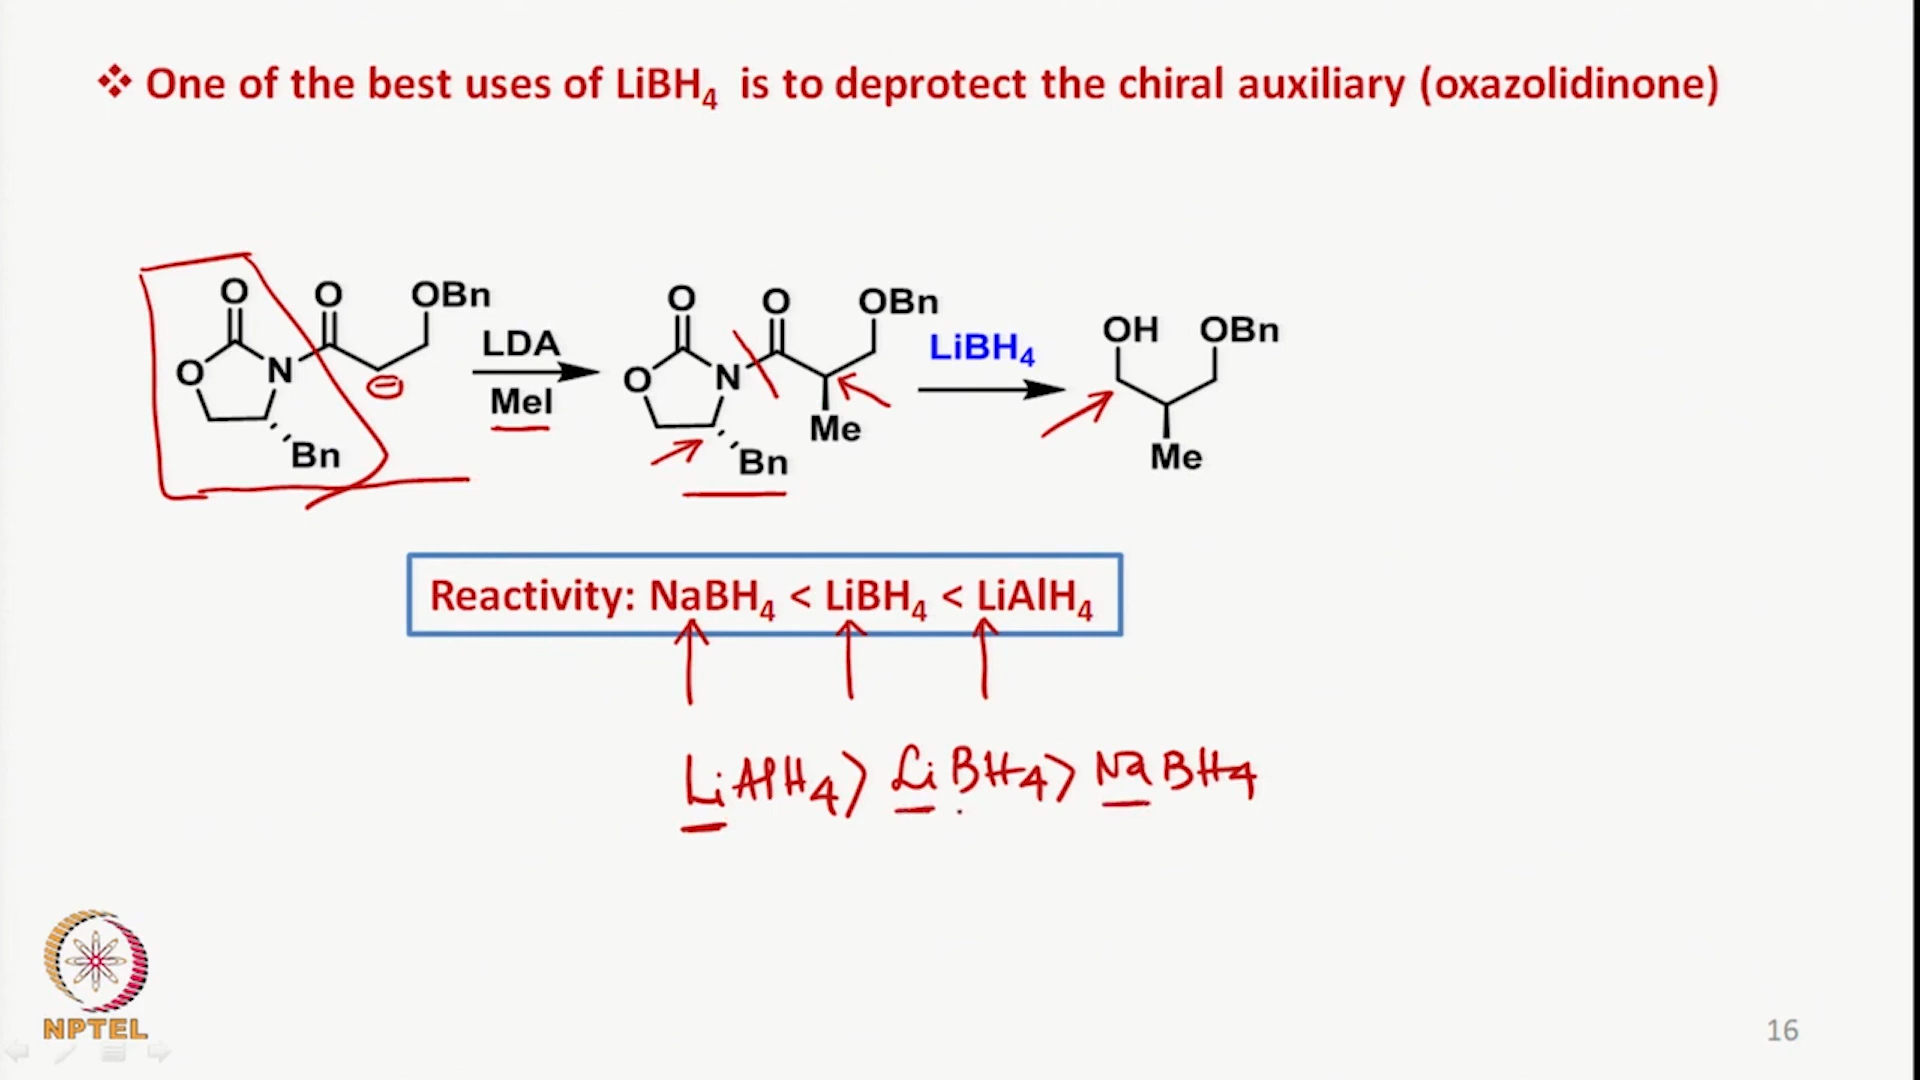 ❖ One of the best uses of LiBH4 is to deprotect the chiral auxiliary (oxazolidinone)
O O OBn
O N
Bn
LDA
MeI
O O OBn
O N
Me
Bn
LiBH4
OH OBn
Me
Reactivity: NaBH4 < LiBH4 < LiAlH4
LiAlH4 > LiBH4 > NaBH4
NPTEL
16